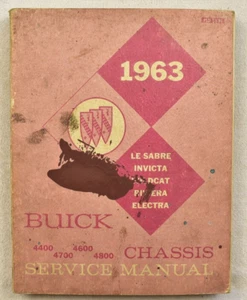 1963
LE SABRE
INVICTA
ELECTRA
BUICK
4400 4600
4700 4800
CHASSIS
SERVICE MANUAL